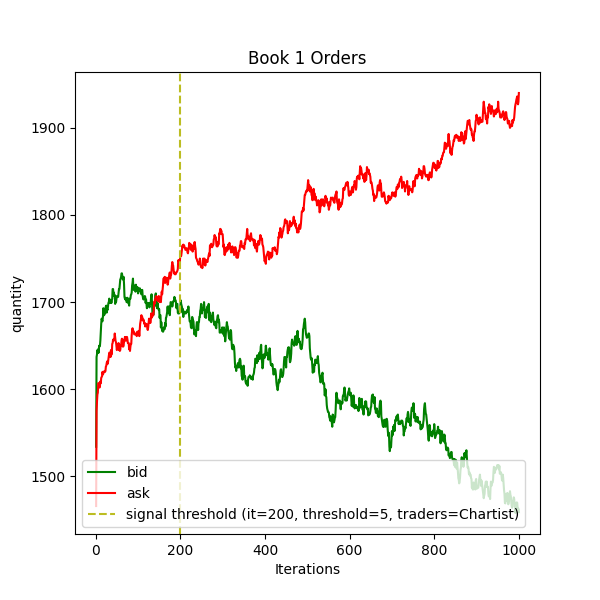 Book 1 Orders
quantity
1900
1800
1700
1600
1500
bid
ask
signal threshold (it=200, threshold=5, traders=Chartist)
0 200 400 600 800 1000
Iterations